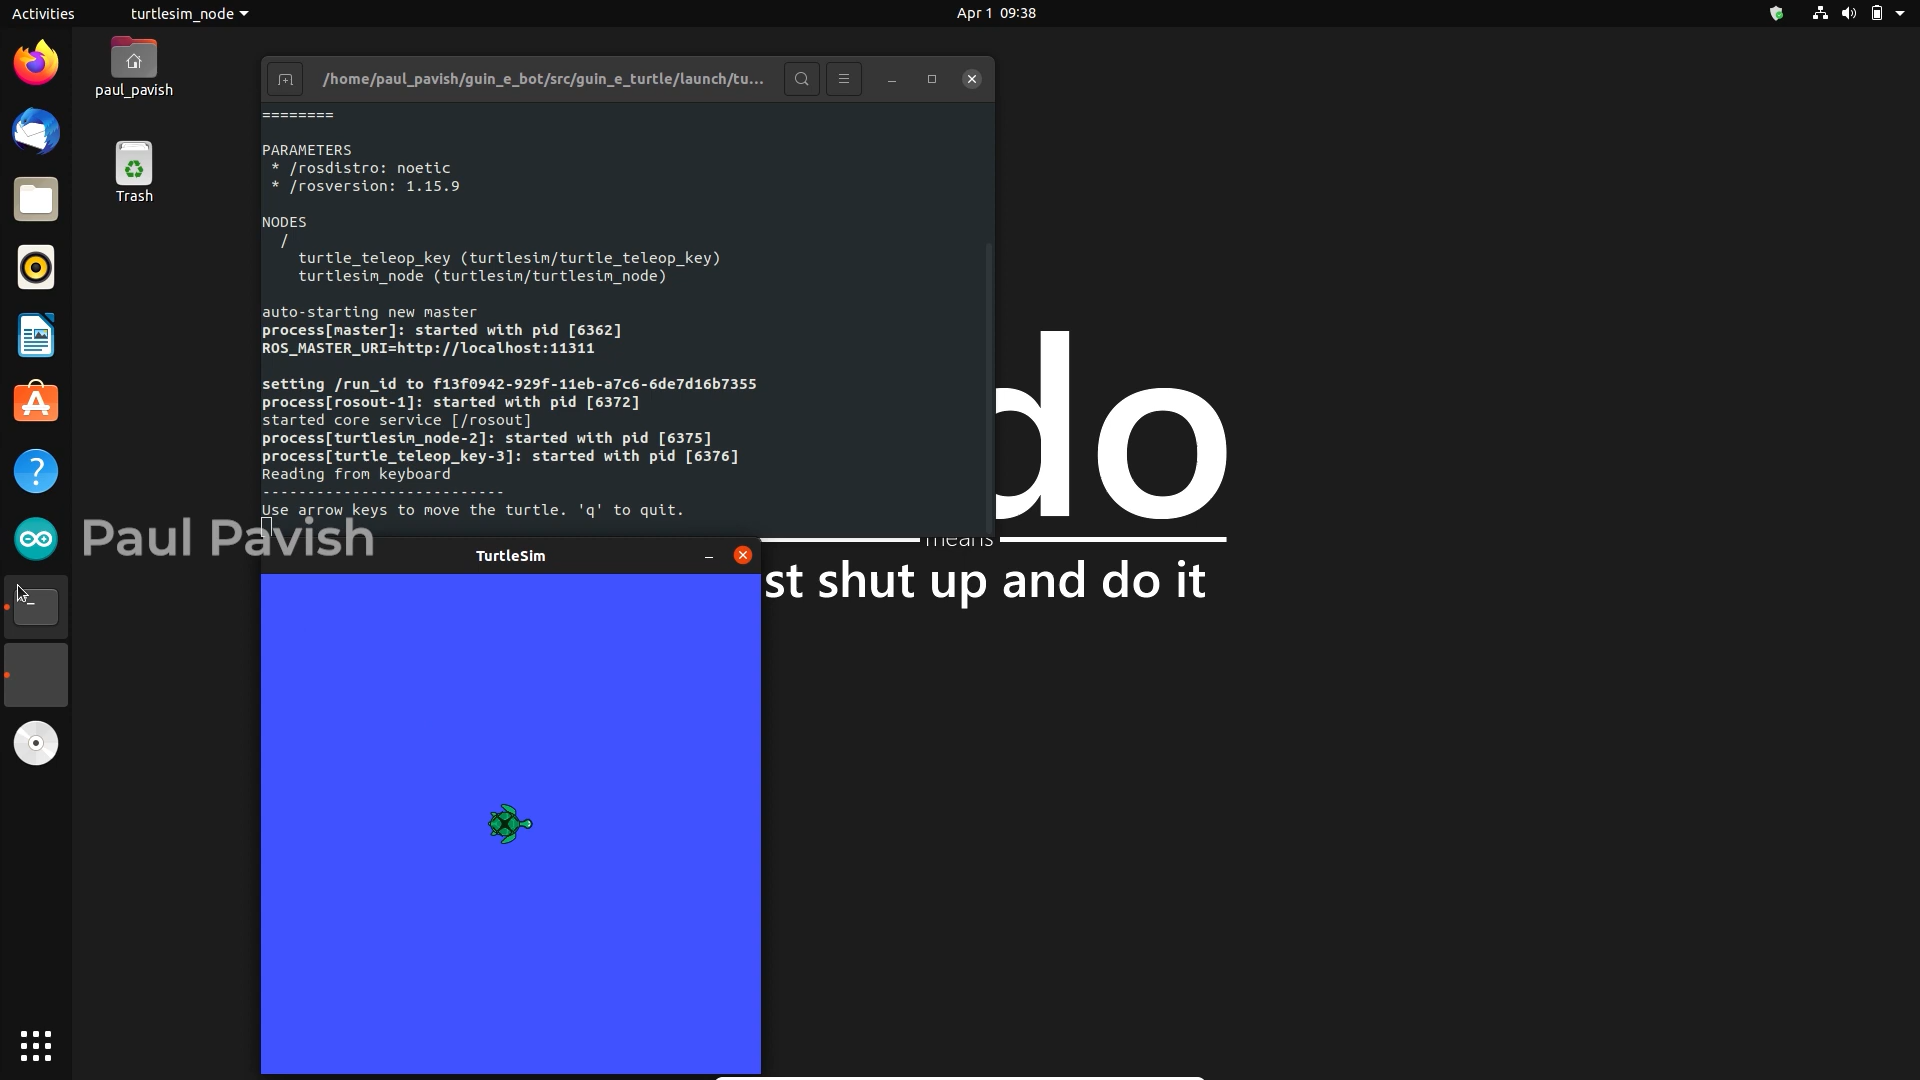 Activities
turtlesim_node
Apr 1 09:38
paul_pavish
Trash
/home/paul_pavish/guin_e_bot/src/guin_e_turtle/launch/tu...
========
PARAMETERS
* /rosdistro: noetic
* /rosversion: 1.15.9
NODES
/
turtle_teleop_key (turtlesim/turtle_teleop_key)
turtlesim_node (turtlesim/turtlesim_node)
auto-starting new master
process[master]: started with pid [6362]
ROS_MASTER_URI=http://localhost:11311
setting /run_id to f13f0942-929f-11eb-a7c6-6de7d16b7355
process[rosout-1]: started with pid [6372]
started core service [/rosout]
process[turtlesim_node-2]: started with pid [6375]
process[turtle_teleop_key-3]: started with pid [6376]
Reading from keyboard
---------------------------
Use arrow keys to move the turtle. 'q' to quit.
Paul Pavish
TurtleSim
do
means
st shut up and do it